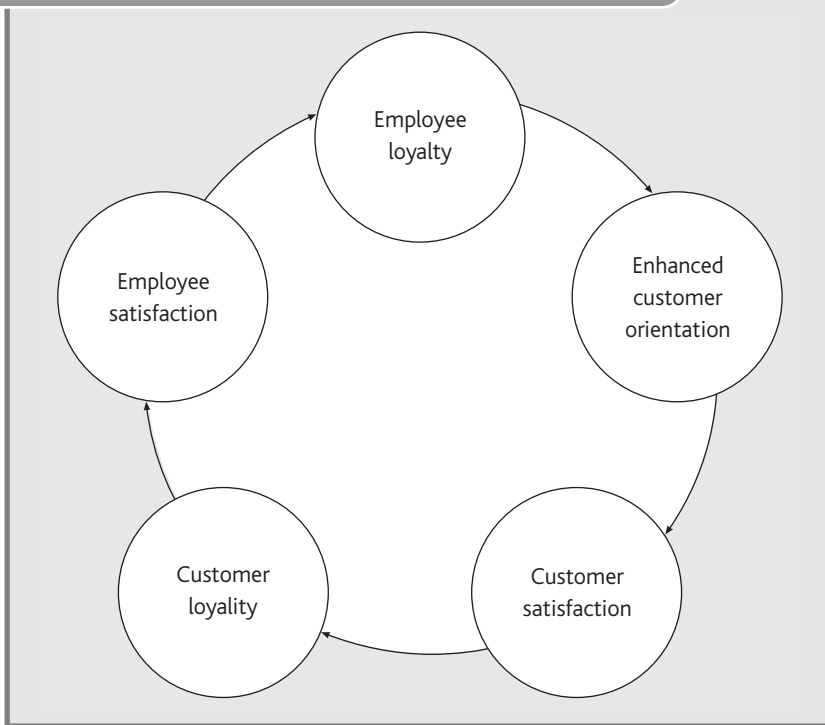 Employee
loyalty
Enhanced
customer
orientation
Customer
satisfaction
Customer
loyality
Employee
satisfaction